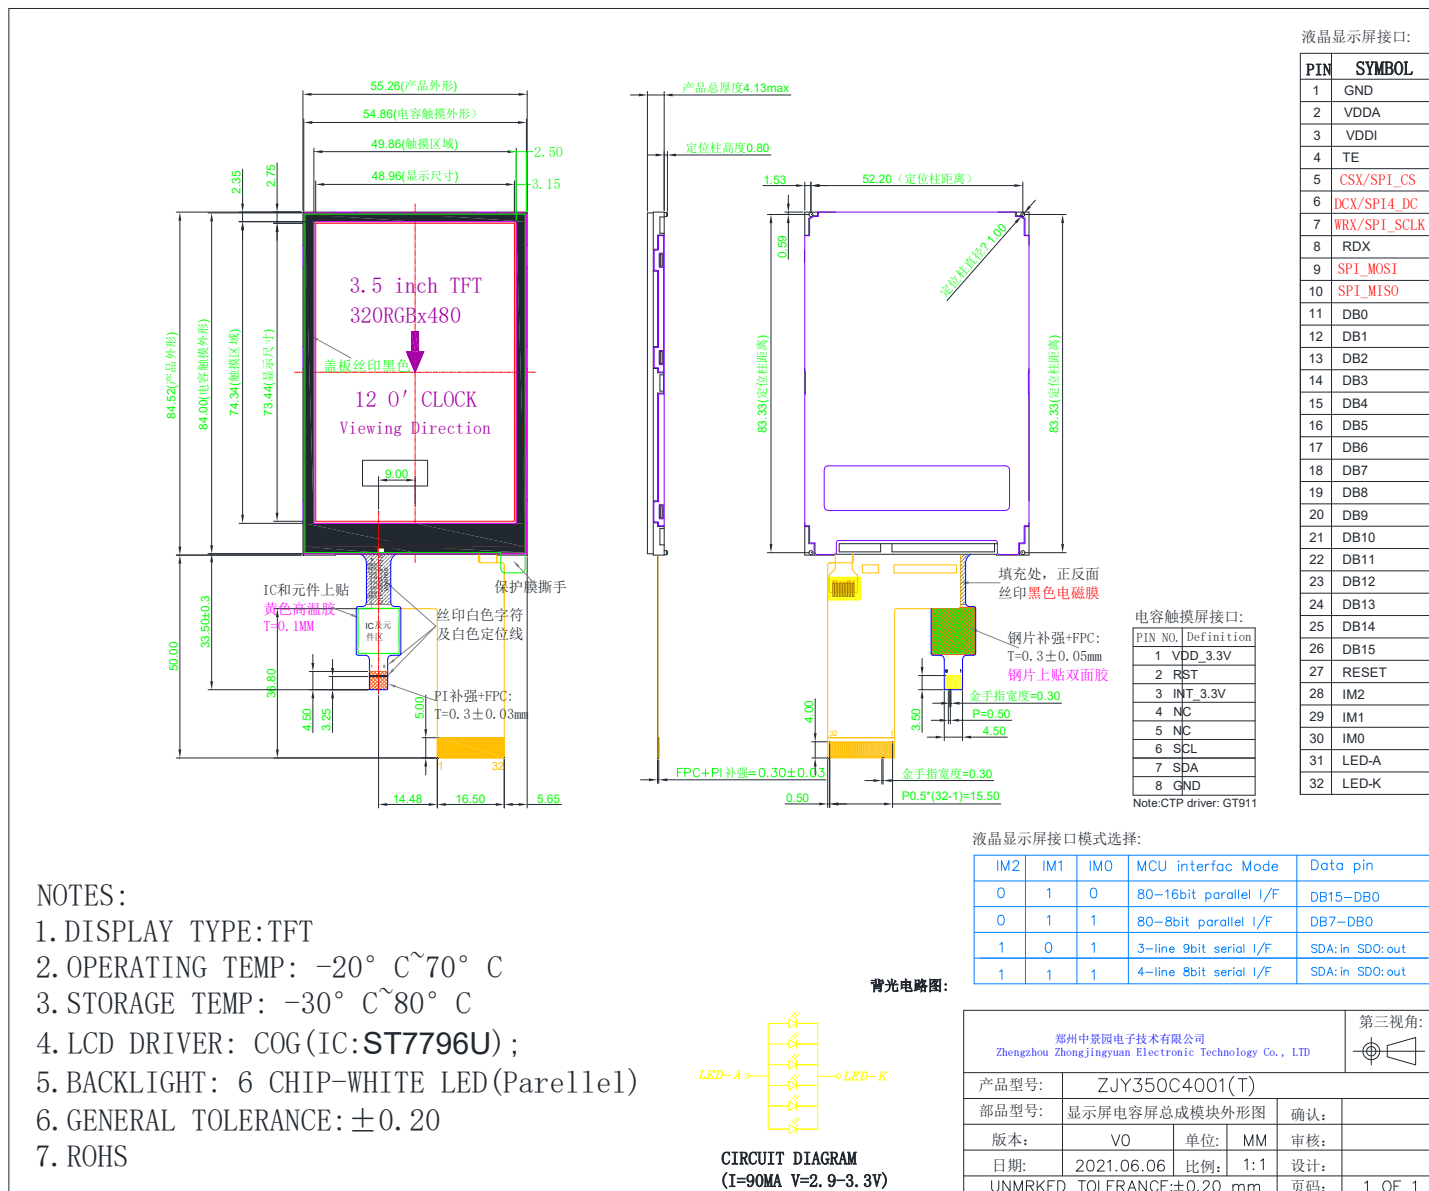 55.26(产品外形)
54.86(电容触摸外形)
49.86(触摸区域)
48.96(显示尺寸)
2.50
3.15
2.35
2.75
84.52(产品外形)
84.00(电容触摸外形)
74.34(触摸区域)
73.44(显示尺寸)
3.5 inch TFT
320RGBx480
盖板丝印黑色
12 O' CLOCK
Viewing Direction
9.00
IC和元件上贴
黄色高温胶
T=0.1MM
IC及元
件区
保护膜撕手
丝印白色字符
及白色定位线
PI补强+FPC:
T=0.3±0.03mm
50.00
33.50±0.3
36.80
4.50
3.25
5.00
1
32
14.48
16.50
5.65
产品总厚度4.13max
定位柱高度0.80
FPC+PI补强=0.30±0.03
1.53
52.20（定位柱距离)
0.59
定位柱直径? 1.00
83.33(定位柱距离)
83.33(定位柱距离)
填充处，正反面
丝印黑色电磁膜
钢片补强+FPC:
T=0.3±0.05mm
钢片上贴双面胶
金手指宽度=0.30
P=0.50
4.50
3.50
4.00
32
1
金手指宽度=0.30
0.50
P0.5*(32-1)=15.50
液晶显示屏接口:
PIN SYMBOL
1 GND
2 VDDA
3 VDDI
4 TE
5 CSX/SPI_CS
6 DCX/SPI4_DC
7 WRX/SPI_SCLK
8 RDX
9 SPI_MOSI
10 SPI_MISO
11 DB0
12 DB1
13 DB2
14 DB3
15 DB4
16 DB5
17 DB6
18 DB7
19 DB8
20 DB9
21 DB10
22 DB11
23 DB12
24 DB13
25 DB14
26 DB15
27 RESET
28 IM2
29 IM1
30 IM0
31 LED-A
32 LED-K
电容触摸屏接口:
PIN NO. Definition
1 VDD_3.3V
2 RST
3 INT_3.3V
4 NC
5 NC
6 SCL
7 SDA
8 GND
Note:CTP driver: GT911
液晶显示屏接口模式选择:
IM2 IM1 IM0 MCU interfac Mode Data pin
0 1 0 80-16bit parallel I/F DB15-DB0
0 1 1 80-8bit parallel I/F DB7-DB0
1 0 1 3-line 9bit serial I/F SDA:in SDO:out
1 1 1 4-line 8bit serial I/F SDA:in SDO:out
NOTES:
1. DISPLAY TYPE:TFT
2. OPERATING TEMP: -20° C~70° C
3. STORAGE TEMP: -30° C~80° C
4. LCD DRIVER: COG(IC:ST7796U);
5. BACKLIGHT: 6 CHIP-WHITE LED(Parellel)
6. GENERAL TOLERANCE:±0.20
7. ROHS
背光电路图:
LED-A
LED-K
CIRCUIT DIAGRAM
(I=90MA V=2.9-3.3V)
郑州中景园电子技术有限公司
Zhengzhou Zhongjingyuan Electronic Technology Co., LTD
第三视角:
产品型号: ZJY350C4001(T)
部品型号: 显示屏电容屏总成模块外形图 确认:
版本: V0 单位: MM 审核:
日期: 2021.06.06 比例: 1:1 设计:
UNMRKED TOLERANCE:±0.20 mm 页码: 1 OF 1